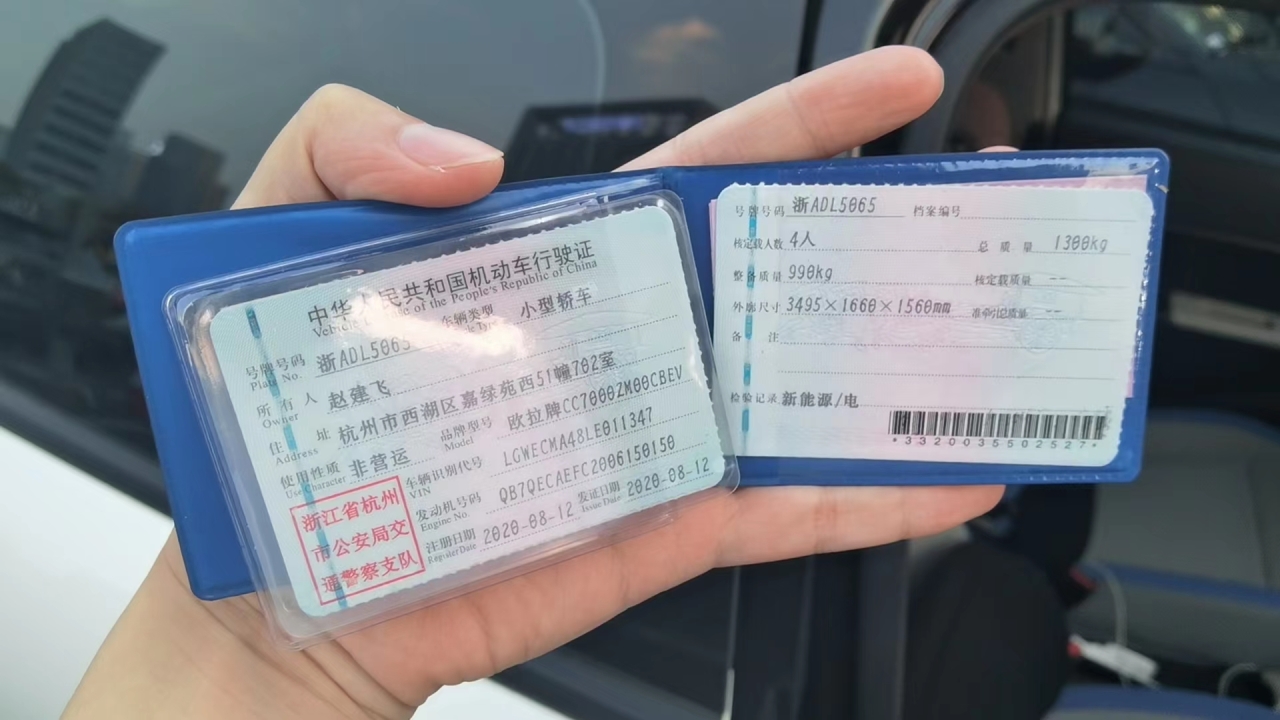 中华人民共和国机动车行驶证
Vehicle License of the People's Republic of China
号牌号码 浙ADL5065 车辆类型 小型轿车
Plate No. Vehicle Type
所有人 赵建飞
Owner
住址 杭州市西湖区嘉绿苑西51幢702室
Address
使用性质 非营运 品牌型号 欧拉牌CC70002M00CBEV
Use Character Model
车辆识别代号 LGWECMA48LE011347
VIN
发动机号码 QB7QECAEFC2006150150
Engine No.
注册日期 2020-08-12 发证日期 2020-08-12
Register Date Issue Date
浙江省杭州
市公安局交
通警察支队
号牌号码 浙ADL5065 档案编号
核定载人数 4人 总质量 1300kg
整备质量 990kg 核定载质量 --
外廓尺寸 3495×1660×1560mm 准牵引总质量 --
备注
检验记录 新能源/电
*3320035502527*